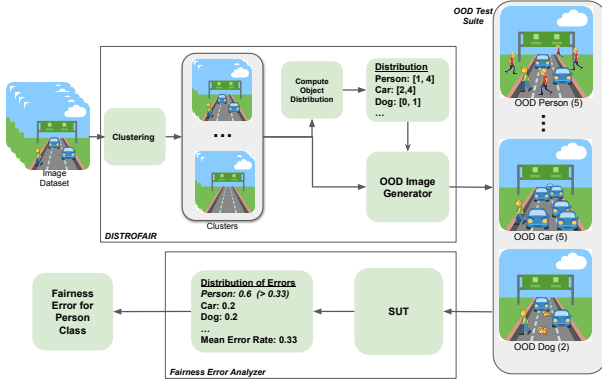 OOD Test
Suite
Compute
Object
Distribution
Distribution
Person: [1, 4]
Car: [2,4]
Dog: [0, 1]
...
OOD Person (5)
Clustering
...
Image
Dataset
OOD Image
Generator
Clusters
DISTROFAIR
OOD Car (5)
Fairness
Error for
Person
Class
Distribution of Errors
Person: 0.6 (> 0.33)
Car: 0.2
Dog: 0.2
...
Mean Error Rate: 0.33
SUT
OOD Dog (2)
Fairness Error Analyzer